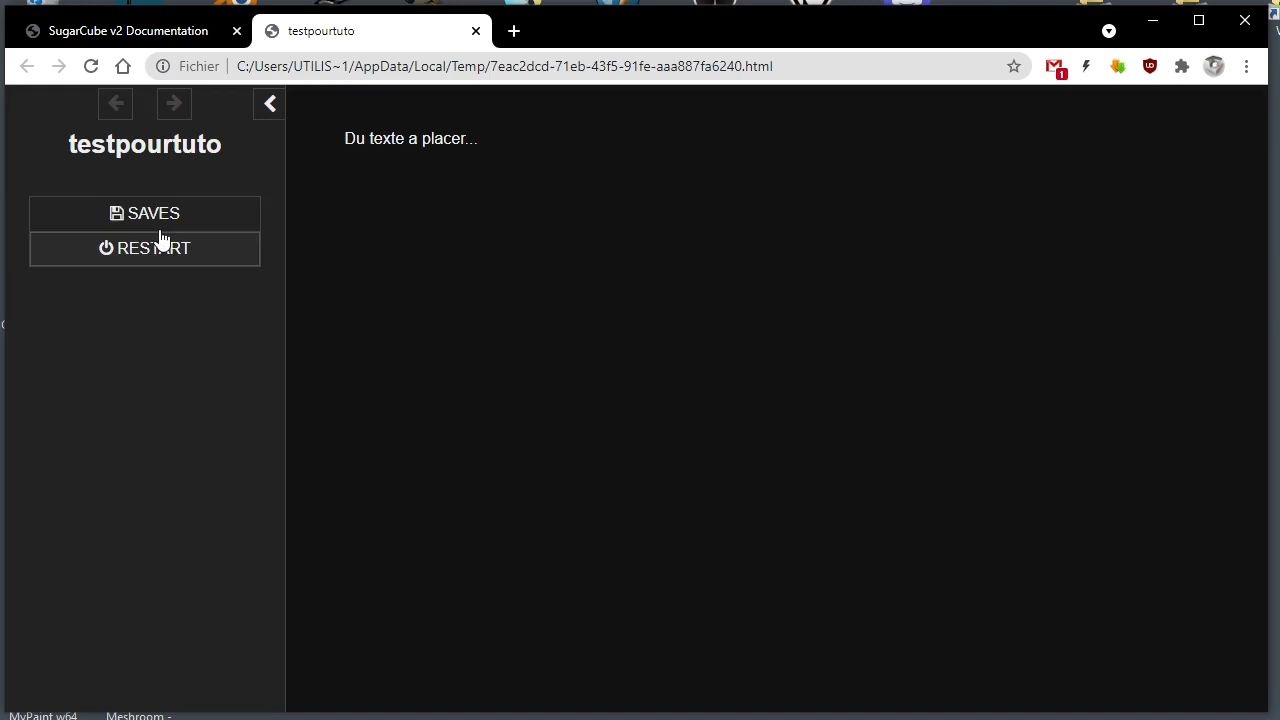 SugarCube v2 Documentation
testpourtuto
Fichier
C:/Users/UTILIS~1/AppData/Local/Temp/7eac2dcd-71eb-43f5-91fe-aaa887fa6240.html
1
testpourtuto
Du texte a placer...
SAVES
RESTART
MyPaint w64
Meshroom -